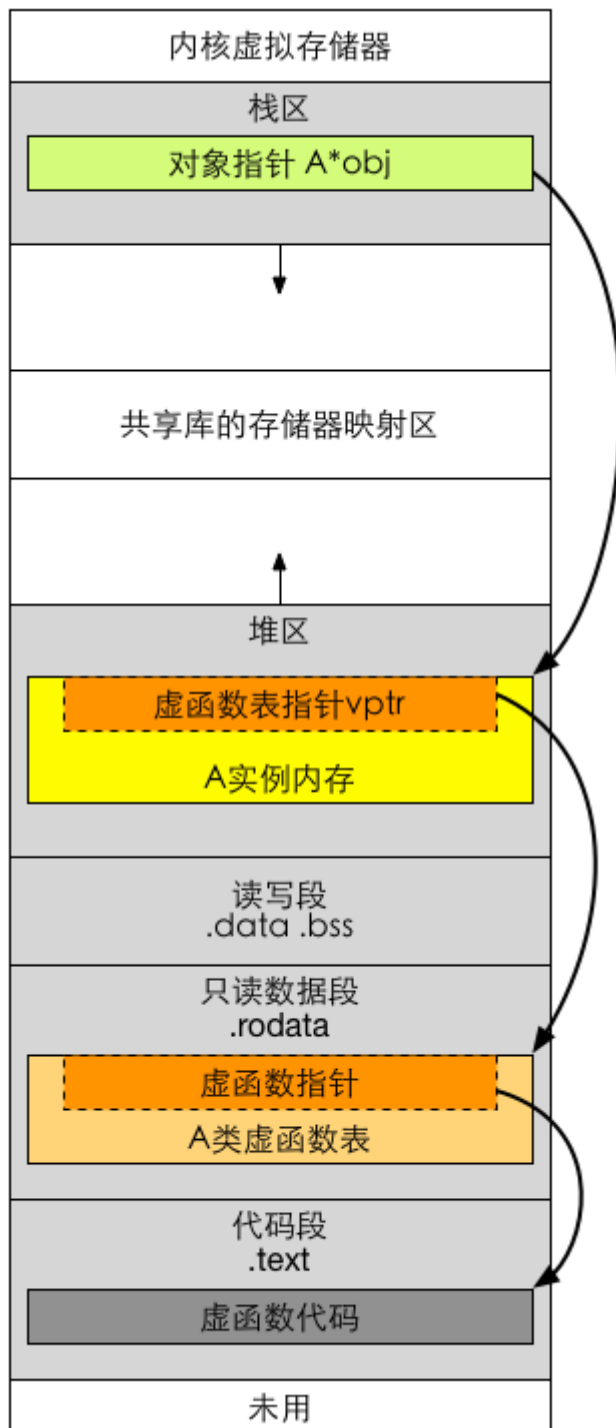 内核虚拟存储器
栈区
对象指针 A*obj
共享库的存储器映射区
堆区
虚函数表指针vptr
A实例内存
读写段
.data .bss
只读数据段
.rodata
虚函数指针
A类虚函数表
代码段
.text
虚函数代码
未用